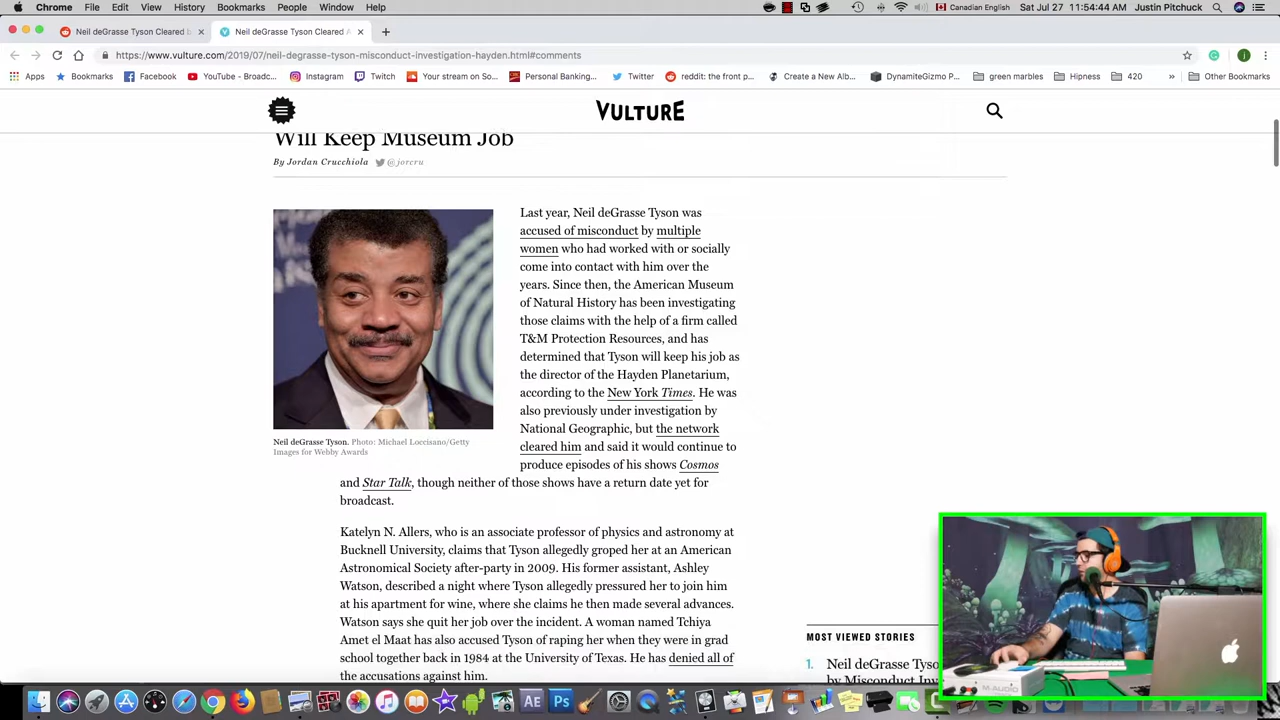 Chrome File Edit View History Bookmarks People Window Help Canadian English Sat Jul 27 11:54:44 AM Justin Pitchuck
Neil deGrasse Tyson Cleared b Neil deGrasse Tyson Cleared A
https://www.vulture.com/2019/07/neil-degrasse-tyson-misconduct-investigation-hayden.html#comments
Apps Bookmarks Facebook YouTube - Broadc... Instagram Twitch Your stream on So... Personal Banking... Twitter reddit: the front p... Create a New Alb... DynamiteGizmo P... green marbles Hipness 420 » Other Bookmarks
VULTURE
Will Keep Museum Job
By Jordan Crucchiola @jorcru
Last year, Neil deGrasse Tyson was
accused of misconduct by multiple
women who had worked with or socially
come into contact with him over the
years. Since then, the American Museum
of Natural History has been investigating
those claims with the help of a firm called
T&M Protection Resources, and has
determined that Tyson will keep his job as
the director of the Hayden Planetarium,
according to the New York Times. He was
also previously under investigation by
National Geographic, but the network
cleared him and said it would continue to
produce episodes of his shows Cosmos
and Star Talk, though neither of those shows have a return date yet for
broadcast.
Neil deGrasse Tyson. Photo: Michael Loccisano/Getty
Images for Webby Awards
Katelyn N. Allers, who is an associate professor of physics and astronomy at
Bucknell University, claims that Tyson allegedly groped her at an American
Astronomical Society after-party in 2009. His former assistant, Ashley
Watson, described a night where Tyson allegedly pressured her to join him
at his apartment for wine, where she claims he then made several advances.
Watson says she quit her job over the incident. A woman named Tchiya
Amet el Maat has also accused Tyson of raping her when they were in grad
school together back in 1984 at the University of Texas. He has denied all of
the accusations against him.
MOST VIEWED STORIES
1. Neil deGrasse Tyso
by Misconduct Inv
M-AUDIO
AE Ps